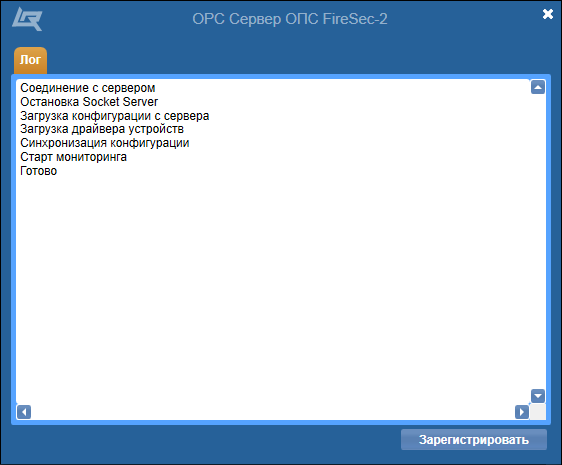 OPC Сервер ОПС FireSec-2
Лог
Соединение с сервером
Остановка Socket Server
Загрузка конфигурации с сервера
Загрузка драйвера устройств
Синхронизация конфигурации
Старт мониторинга
Готово
Зарегистрировать